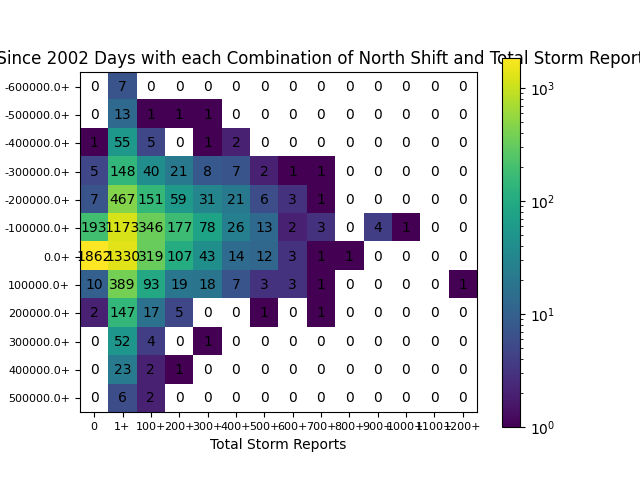 Since 2002 Days with each Combination of North Shift and Total Storm Report
-600000.0+ 0 7 0 0 0 0 0 0 0 0 0 0 0 0
-500000.0+ 0 13 1 1 1 0 0 0 0 0 0 0 0 0
-400000.0+ 1 55 5 0 1 2 0 0 0 0 0 0 0 0
-300000.0+ 5 148 40 21 8 7 2 1 1 0 0 0 0 0
-200000.0+ 7 467 151 59 31 21 6 3 1 0 0 0 0 0
-100000.0+ 193 1173 346 177 78 26 13 2 3 0 4 1 0 0
0.0+ 1862 1330 319 107 43 14 12 3 1 1 0 0 0 0
100000.0+ 10 389 93 19 18 7 3 3 1 0 0 0 0 1
200000.0+ 2 147 17 5 0 0 1 0 1 0 0 0 0 0
300000.0+ 0 52 4 0 1 0 0 0 0 0 0 0 0 0
400000.0+ 0 23 2 1 0 0 0 0 0 0 0 0 0 0
500000.0+ 0 6 2 0 0 0 0 0 0 0 0 0 0 0
0 1+ 100+ 200+ 300+ 400+ 500+ 600+ 700+ 800+ 900+ 1000+ 1100+ 1200+
Total Storm Reports
10³
10²
10¹
10⁰